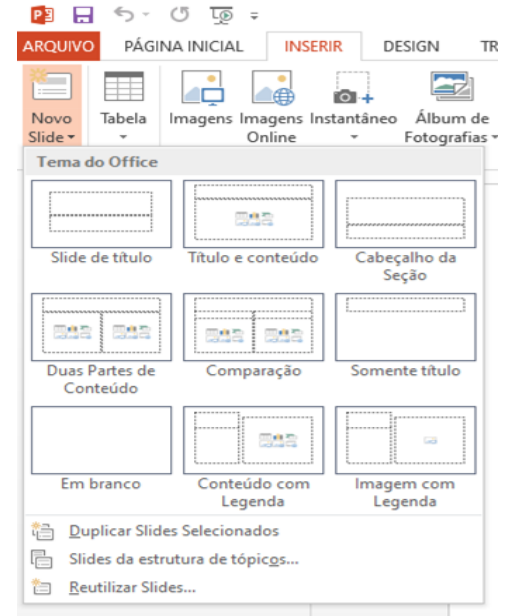 ARQUIVO PÁGINA INICIAL INSERIR DESIGN TR
Novo Slide
Tabela
Imagens
Imagens Online
Instantâneo
Álbum de Fotografias
Tema do Office
Slide de título
Título e conteúdo
Cabeçalho da Seção
Duas Partes de Conteúdo
Comparação
Somente título
Em branco
Conteúdo com Legenda
Imagem com Legenda
Duplicar Slides Selecionados
Slides da estrutura de tópicos...
Reutilizar Slides...